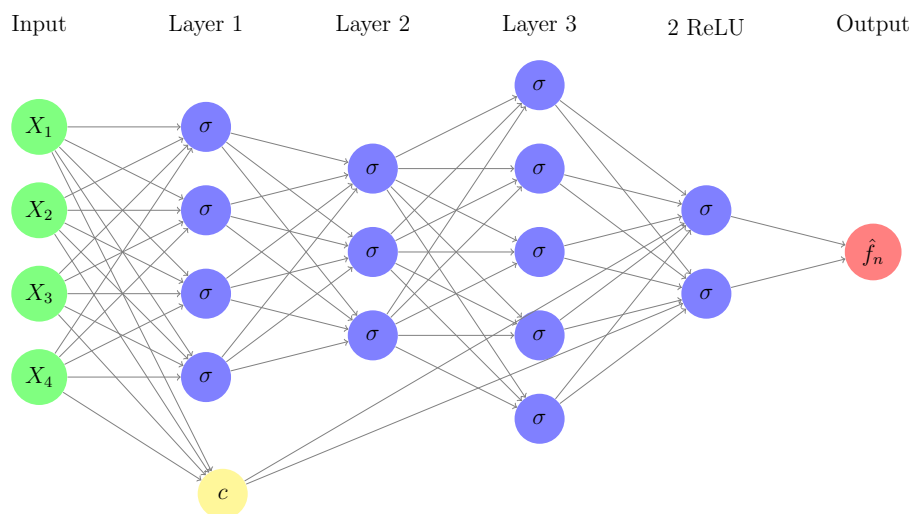 Input Layer 1 Layer 2 Layer 3 2 ReLU Output
σ
X₁ σ
σ σ
X₂ σ σ
σ σ f̂ₙ
X₃ σ σ
σ σ
X₄ σ
σ
c